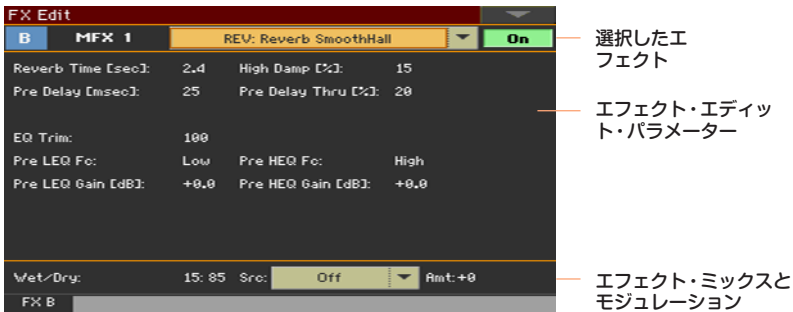 FX Edit
B MFX 1 REV: Reverb SmoothHall On
選択したエ
フェクト
Reverb Time [sec]: 2.4 High Damp [%]: 15
Pre Delay [msec]: 25 Pre Delay Thru [%]: 20
エフェクト・エディッ
ト・パラメーター
EQ Trim: 100
Pre LEQ Fc: Low Pre HEQ Fc: High
Pre LEQ Gain [dB]: +0.0 Pre HEQ Gain [dB]: +0.0
Wet/Dry: 15:85 Src: Off Amt:+0
エフェクト・ミックスと
モジュレーション
FX B